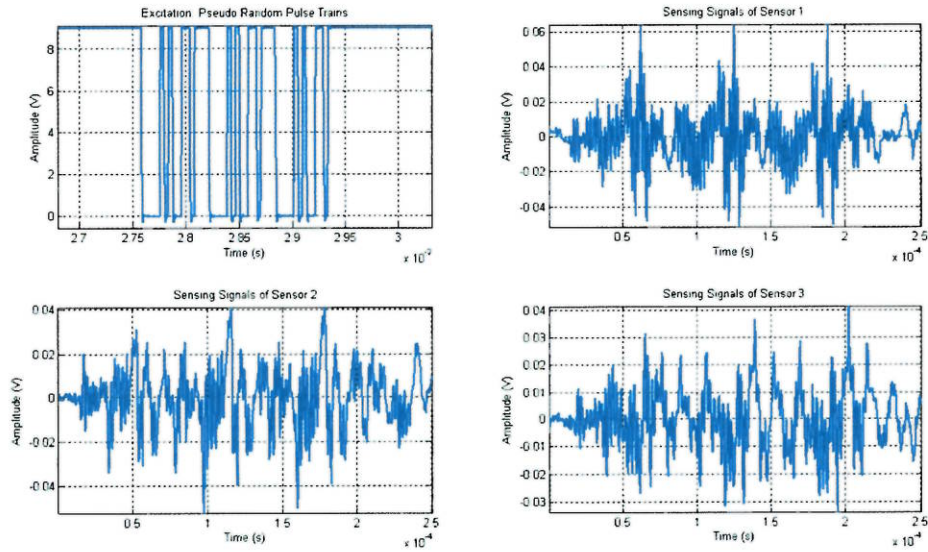 Excitation: Pseudo Random Pulse Trains
Amplitude (V)
8
6
4
2
0
2.7
2.75
2.8
2.85
2.9
2.95
3
Time (s)
x 10⁻³
Sensing Signals of Sensor 1
Amplitude (V)
0.06
0.04
0.02
0
-0.02
-0.04
0.5
1
1.5
2
2.5
Time (s)
x 10⁻⁴
Sensing Signals of Sensor 2
Amplitude (V)
0.04
0.02
0
-0.02
-0.04
0.5
1
1.5
2
2.5
Time (s)
x 10⁻⁴
Sensing Signals of Sensor 3
Amplitude (V)
0.04
0.03
0.02
0.01
0
-0.01
-0.02
-0.03
0.5
1
1.5
2
2.5
Time (s)
x 10⁻⁴